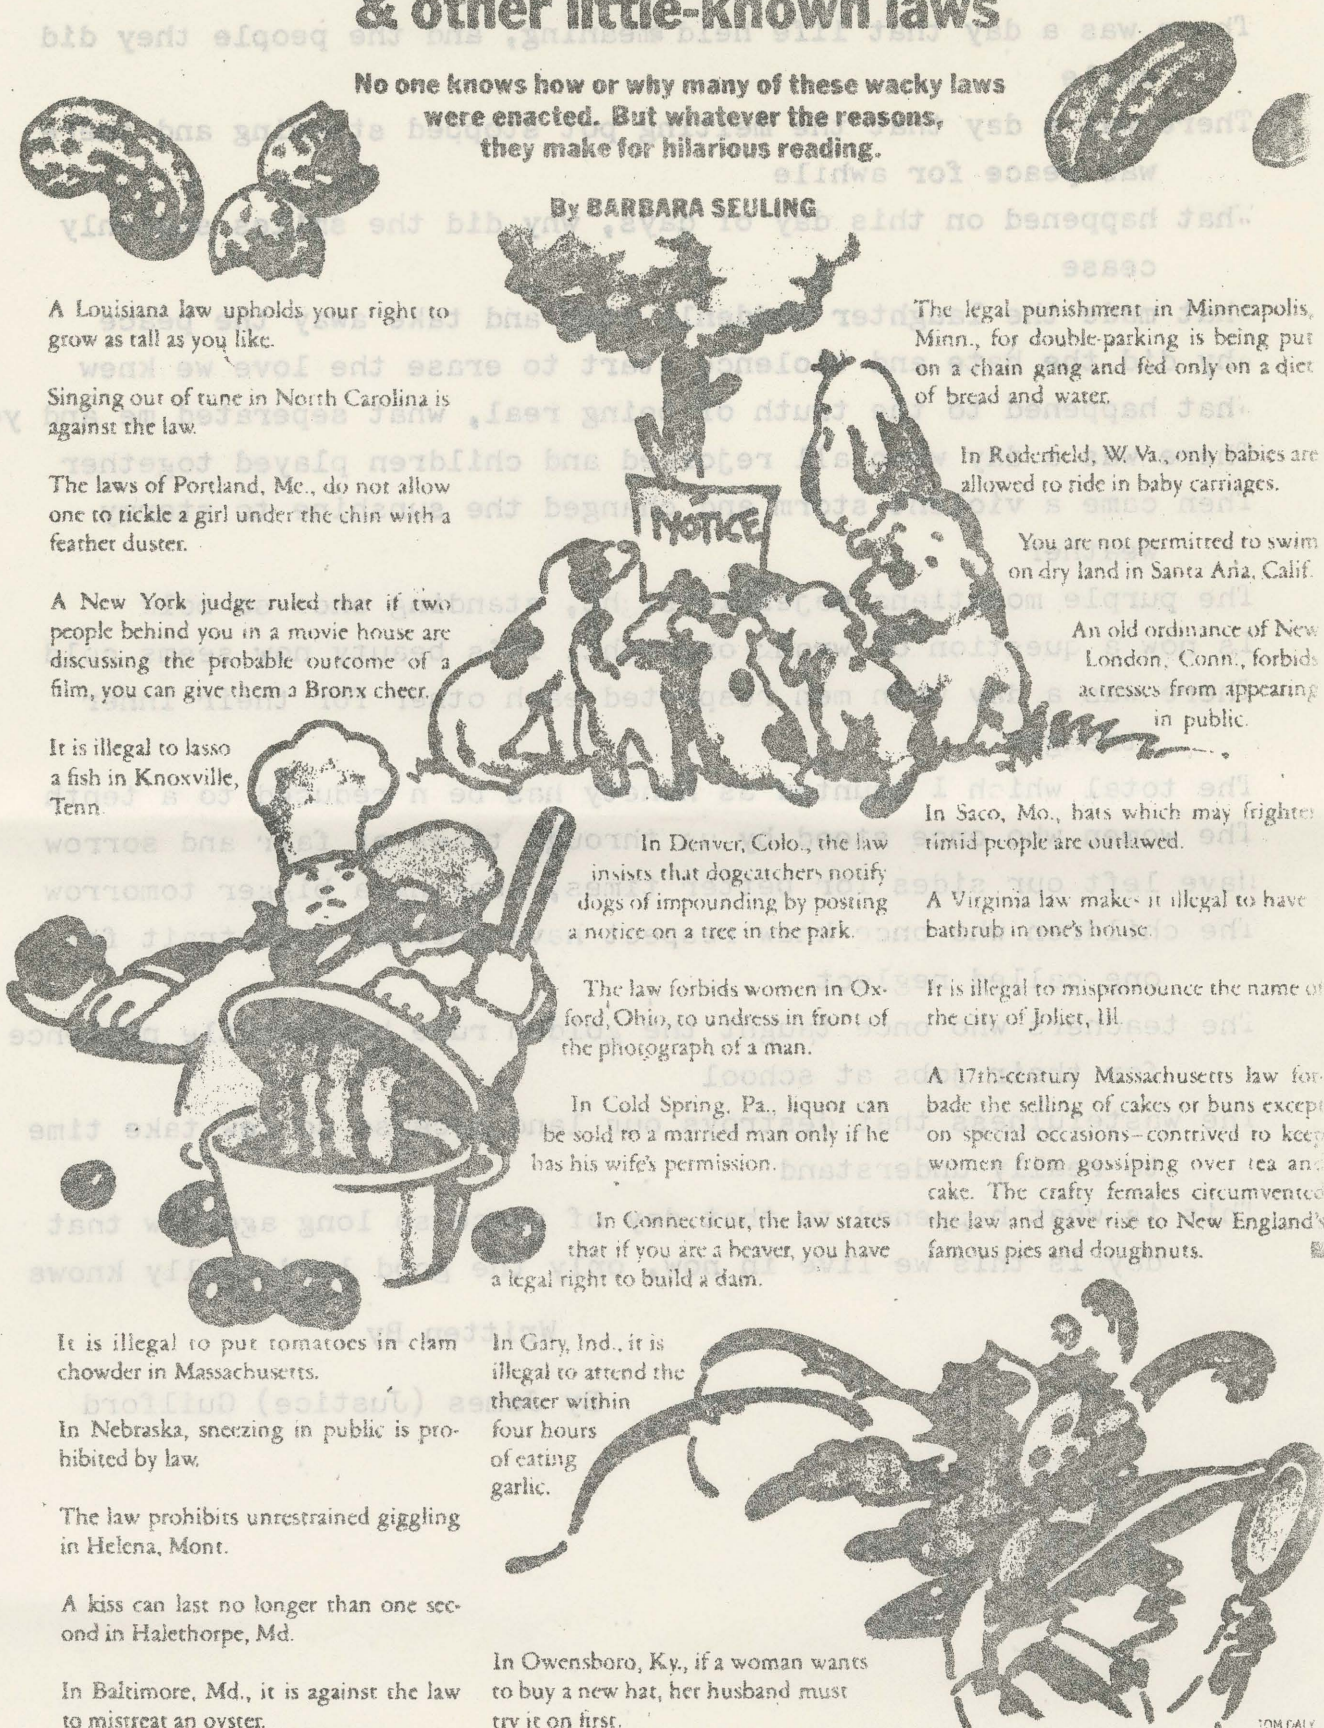 & other little-known laws
No one knows how or why many of these wacky laws
were enacted. But whatever the reasons,
they make for hilarious reading.
By BARBARA SEULING
A Louisiana law upholds your right to
grow as tall as you like.
Singing out of tune in North Carolina is
against the law.
The laws of Portland, Me., do not allow
one to tickle a girl under the chin with a
feather duster.
A New York judge ruled that if two
people behind you in a movie house are
discussing the probable outcome of a
film, you can give them a Bronx cheer.
It is illegal to lasso
a fish in Knoxville,
Tenn.
It is illegal to put tomatoes in clam
chowder in Massachusetts.
In Nebraska, sneezing in public is pro-
hibited by law.
The law prohibits unrestrained giggling
in Helena, Mont.
A kiss can last no longer than one sec-
ond in Halethorpe, Md.
In Baltimore, Md., it is against the law
to mistreat an oyster.
NOTICE
In Denver, Colo., the law
insists that dogcatchers notify
dogs of impounding by posting
a notice on a tree in the park.
The law forbids women in Ox-
ford, Ohio, to undress in front of
the photograph of a man.
In Cold Spring, Pa., liquor can
be sold to a married man only if he
has his wife's permission.
In Connecticut, the law states
that if you are a beaver, you have
a legal right to build a dam.
In Gary, Ind., it is
illegal to attend the
theater within
four hours
of eating
garlic.
In Owensboro, Ky., if a woman wants
to buy a new hat, her husband must
try it on first.
The legal punishment in Minneapolis,
Minn., for double-parking is being put
on a chain gang and fed only on a diet
of bread and water.
In Roderfield, W. Va., only babies are
allowed to ride in baby carriages.
You are not permitted to swim
on dry land in Santa Ana, Calif.
An old ordinance of New
London, Conn., forbids
actresses from appearing
in public.
In Saco, Mo., hats which may frighten
timid people are outlawed.
A Virginia law makes it illegal to have
bathtub in one's house.
It is illegal to mispronounce the name of
the city of Joliet, Ill.
A 17th-century Massachusetts law for-
bade the selling of cakes or buns except
on special occasions—contrived to keep
women from gossiping over tea and
cake. The crafty females circumvented
the law and gave rise to New England's
famous pies and doughnuts.
TOM DALY